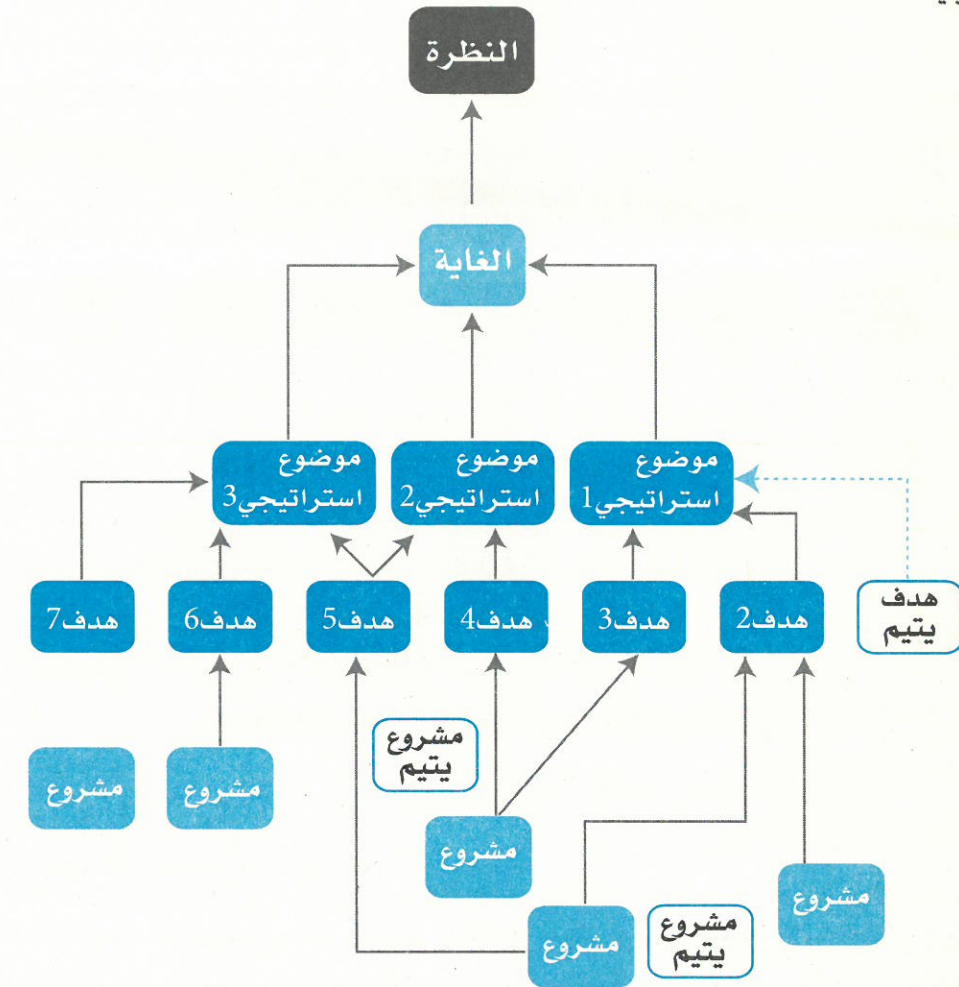 النظرة
الغاية
موضوع
استراتيجي1
موضوع
استراتيجي2
موضوع
استراتيجي3
هدف
يتيم
هدف2
هدف3
هدف4
هدف5
هدف6
هدف7
مشروع
يتيم
مشروع
مشروع
مشروع
مشروع
مشروع
يتيم
مشروع